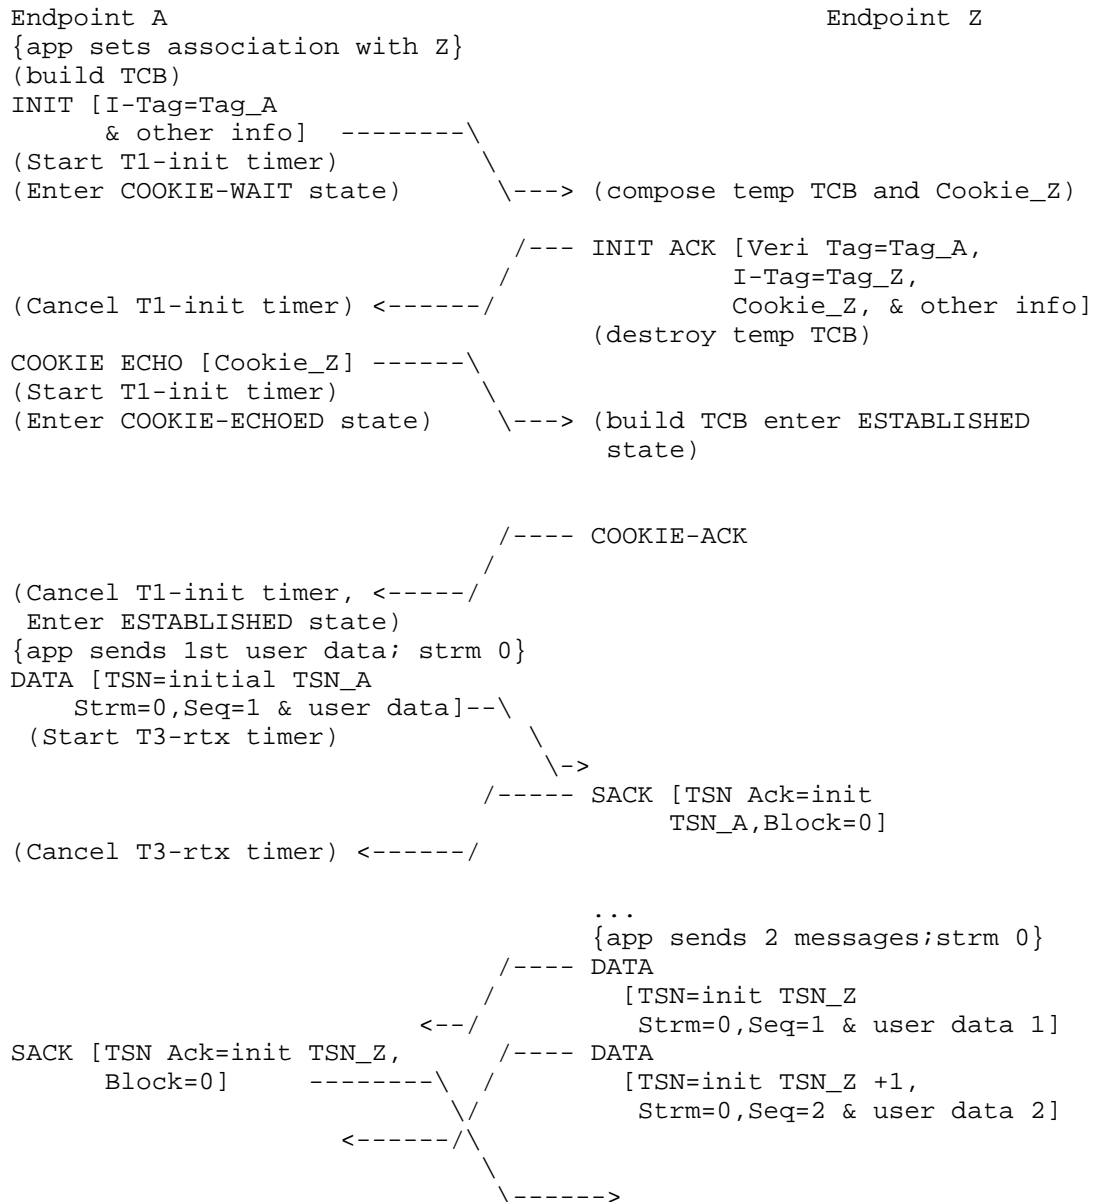 Endpoint A                                          Endpoint Z
{app sets association with Z}
(build TCB)
INIT [I-Tag=Tag_A
      & other info]  --------\
(Start T1-init timer)         \
(Enter COOKIE-WAIT state)      \---> (compose temp TCB and Cookie_Z)

                                /--- INIT ACK [Veri Tag=Tag_A,
                               /              I-Tag=Tag_Z,
(Cancel T1-init timer) <------/               Cookie_Z, & other info]
                                     (destroy temp TCB)
COOKIE ECHO [Cookie_Z] ------\
(Start T1-init timer)         \
(Enter COOKIE-ECHOED state)    \---> (build TCB enter ESTABLISHED
                                      state)

                               /---- COOKIE-ACK
                              /
(Cancel T1-init timer, <-----/
 Enter ESTABLISHED state)
{app sends 1st user data; strm 0}
DATA [TSN=initial TSN_A
    Strm=0,Seq=1 & user data]--\
 (Start T3-rtx timer)            \
                                  \->
                              /----- SACK [TSN Ack=init
                                          TSN_A,Block=0]
(Cancel T3-rtx timer) <------/

                                     ...
                                     {app sends 2 messages;strm 0}
                               /---- DATA
                              /        [TSN=init TSN_Z
                          <--/          Strm=0,Seq=1 & user data 1]
SACK [TSN Ack=init TSN_Z,      /---- DATA
      Block=0]     --------\  /        [TSN=init TSN_Z +1,
                            \/          Strm=0,Seq=2 & user data 2]
                     <------/\
                              \
                               \------>